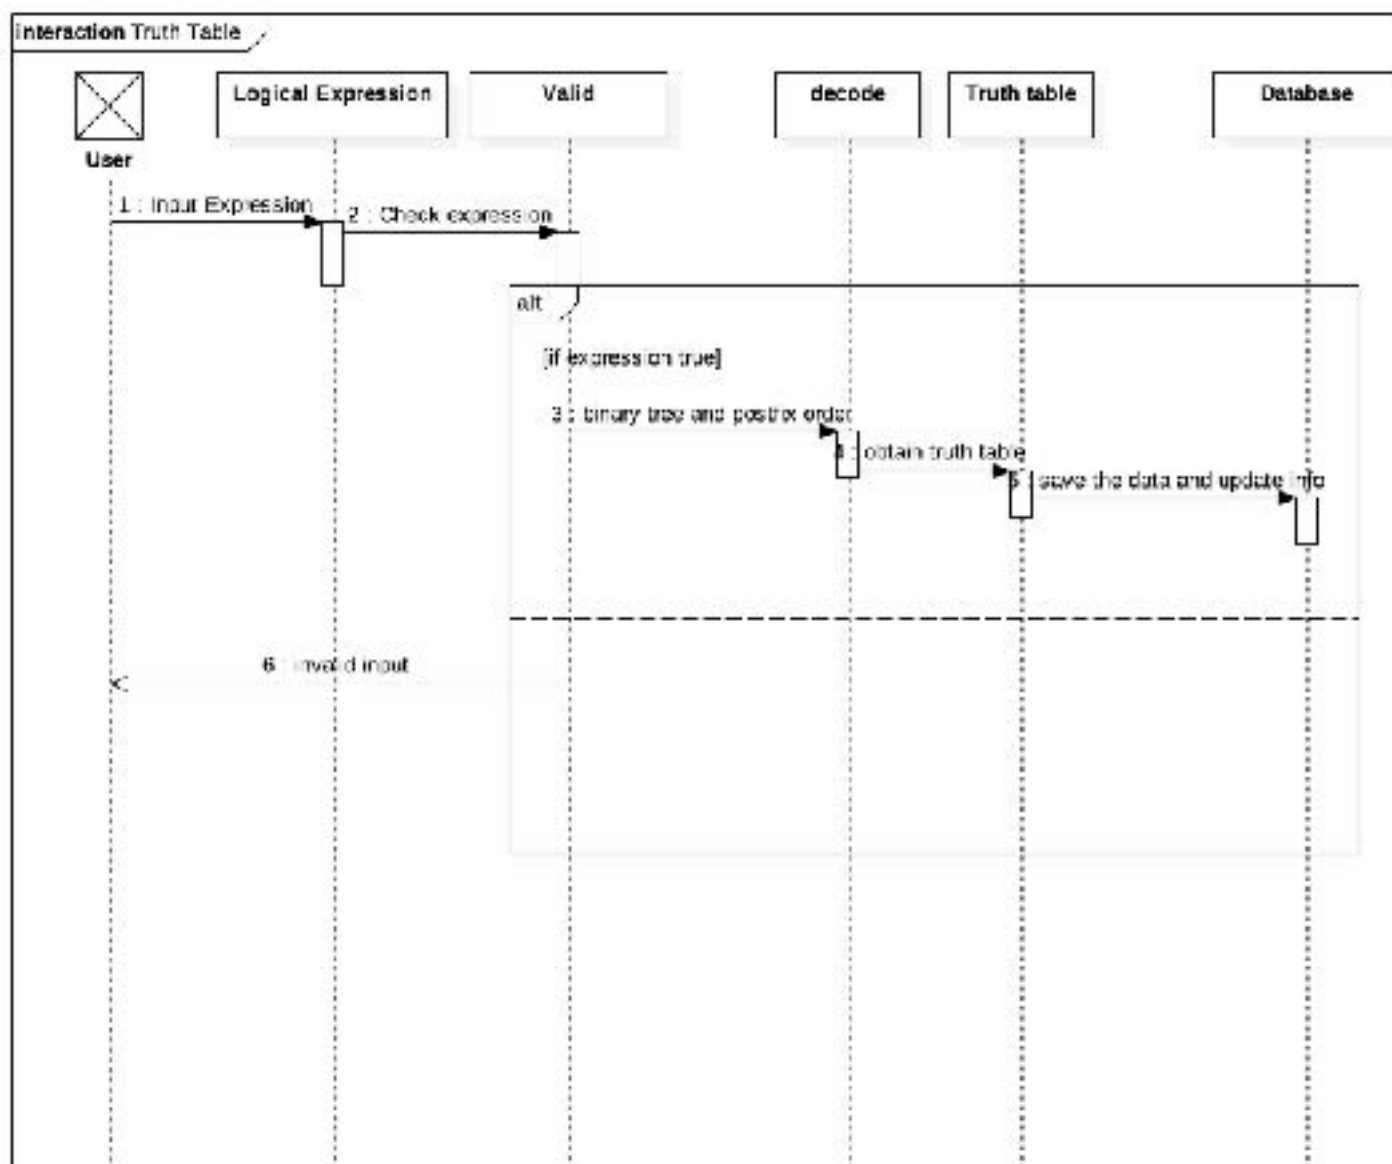 interaction Truth Table
Logical Expression
Valid
decode
Truth table
Database
User
1 : Input Expression
2 : Check expression
alt
[if expression true]
3 : binary tree and postfix order
4 : obtain truth table
5 : save the data and update info
6 : invalid input